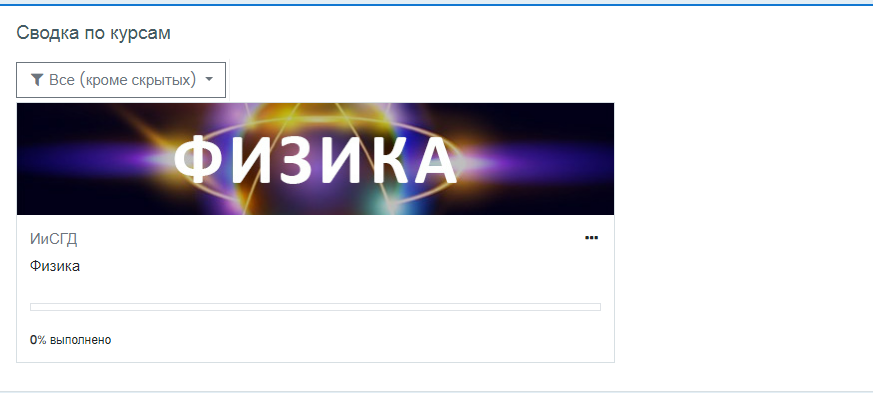 Сводка по курсам
Все (кроме скрытых)
ФИЗИКА
ИиСГД
Физика
0% выполнено